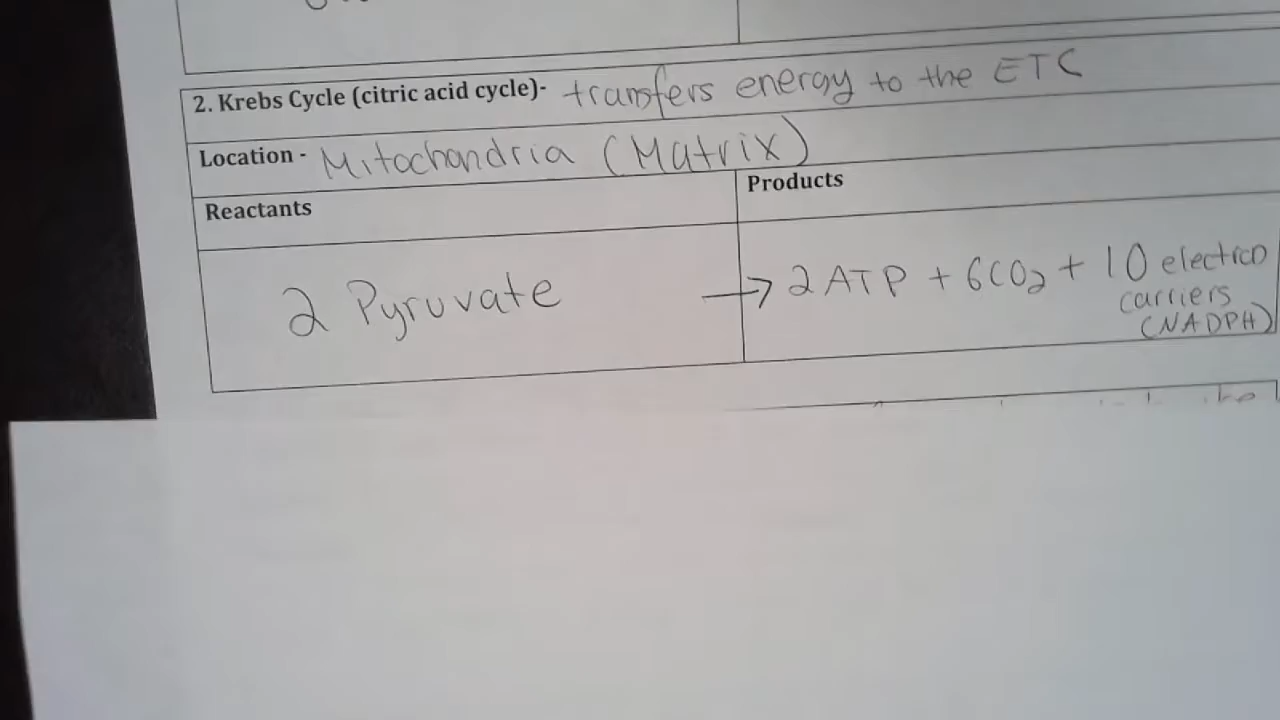 2. Krebs Cycle (citric acid cycle)- transfers energy to the ETC
Location - Mitochondria (Matrix)
Reactants
Products
2 Pyruvate
→ 2 ATP + 6CO₂ + 10 electron
carriers
(NADPH)